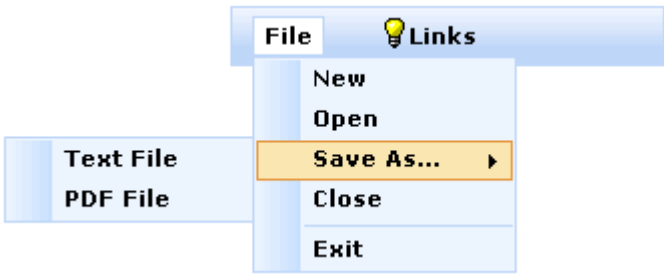 File Links
New
Open
Text File Save As...
PDF File Close
Exit